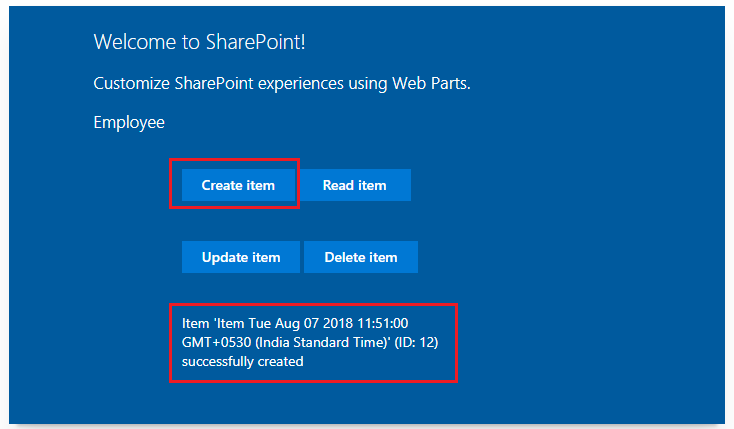 Welcome to SharePoint!
Customize SharePoint experiences using Web Parts.
Employee
Create item
Read item
Update item
Delete item
Item 'Item Tue Aug 07 2018 11:51:00
GMT+0530 (India Standard Time)' (ID: 12)
successfully created